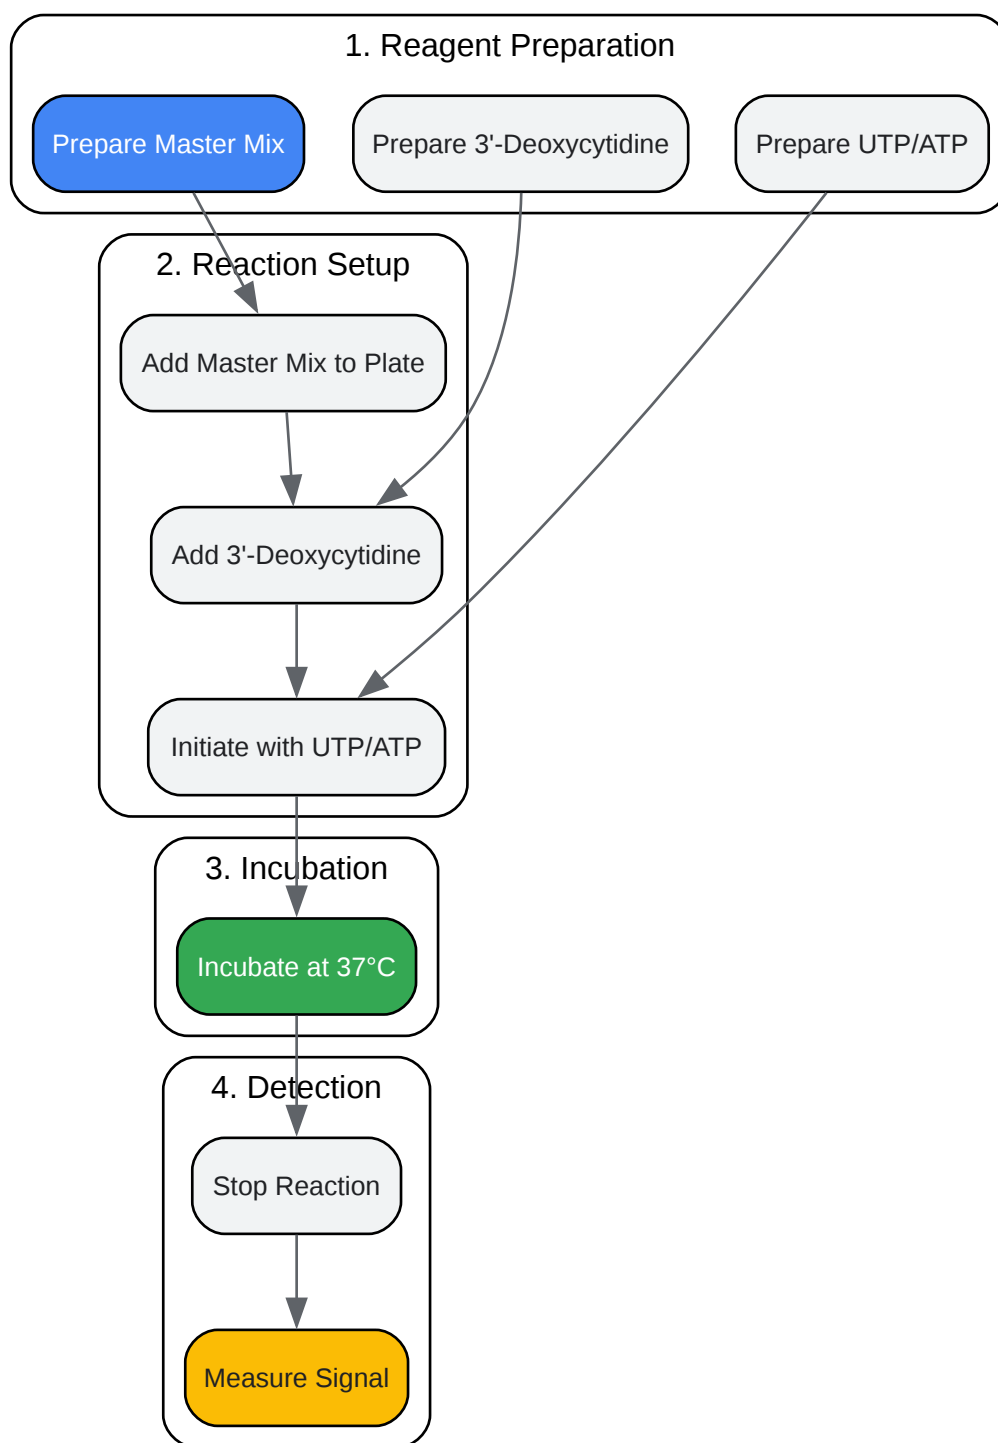 1. Reagent Preparation
Prepare Master Mix
Prepare 3'-Deoxycytidine
Prepare UTP/ATP
2. Reaction Setup
Add Master Mix to Plate
Add 3'-Deoxycytidine
Initiate with UTP/ATP
3. Incubation
Incubate at 37°C
4. Detection
Stop Reaction
Measure Signal